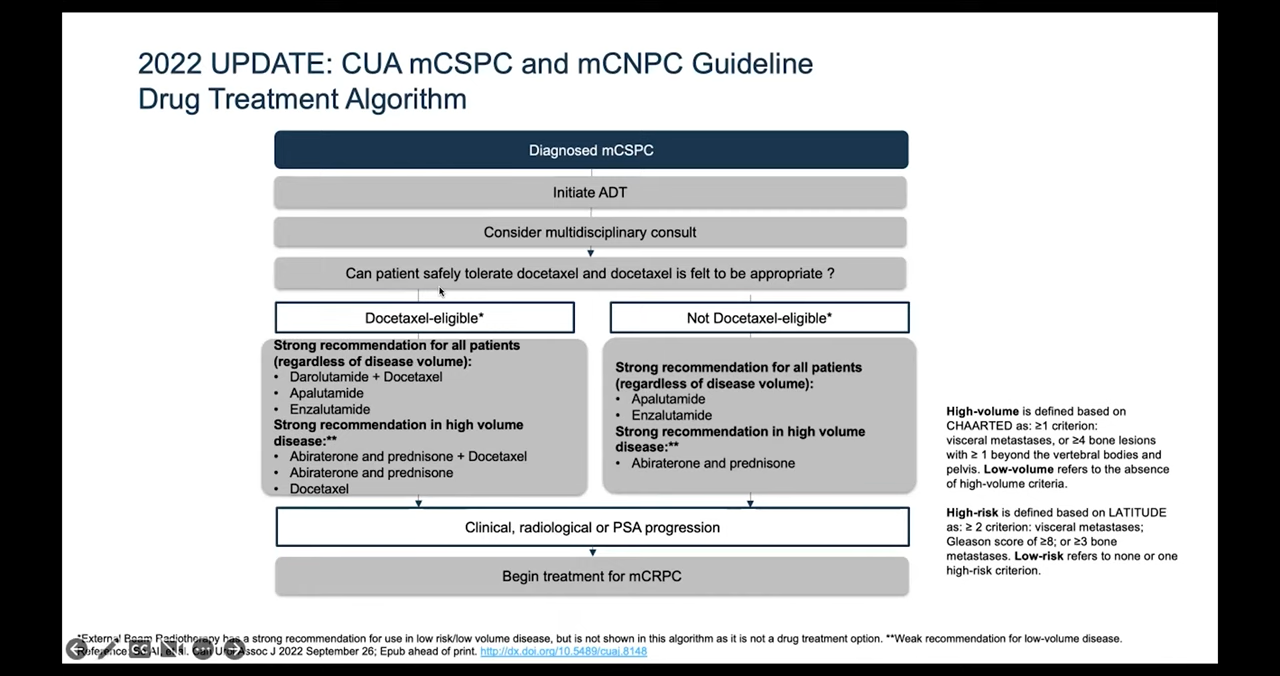 2022 UPDATE: CUA mCSPC and mCNPC Guideline
Drug Treatment Algorithm
Diagnosed mCSPC
Initiate ADT
Consider multidisciplinary consult
Can patient safely tolerate docetaxel and docetaxel is felt to be appropriate ?
Docetaxel-eligible*
Strong recommendation for all patients
(regardless of disease volume):
• Darolutamide + Docetaxel
• Apalutamide
• Enzalutamide
Strong recommendation in high volume
disease:**
• Abiraterone and prednisone + Docetaxel
• Abiraterone and prednisone
• Docetaxel
Not Docetaxel-eligible*
Strong recommendation for all patients
(regardless of disease volume):
• Apalutamide
• Enzalutamide
Strong recommendation in high volume
disease:**
• Abiraterone and prednisone
Clinical, radiological or PSA progression
Begin treatment for mCRPC
High-volume is defined based on
CHAARTED as: ≥1 criterion:
visceral metastases, or ≥4 bone lesions
with ≥ 1 beyond the vertebral bodies and
pelvis. Low-volume refers to the absence
of high-volume criteria.
High-risk is defined based on LATITUDE
as: ≥ 2 criterion: visceral metastases;
Gleason score of ≥8; or ≥3 bone
metastases. Low-risk refers to none or one
high-risk criterion.
*External Beam Radiotherapy has a strong recommendation for use in low risk/low volume disease, but is not shown in this algorithm as it is not a drug treatment option. **Weak recommendation for low-volume disease.
Assoc J 2022 September 26; Epub ahead of print. http://dx.doi.org/10.5489/cuaj.8148
CC